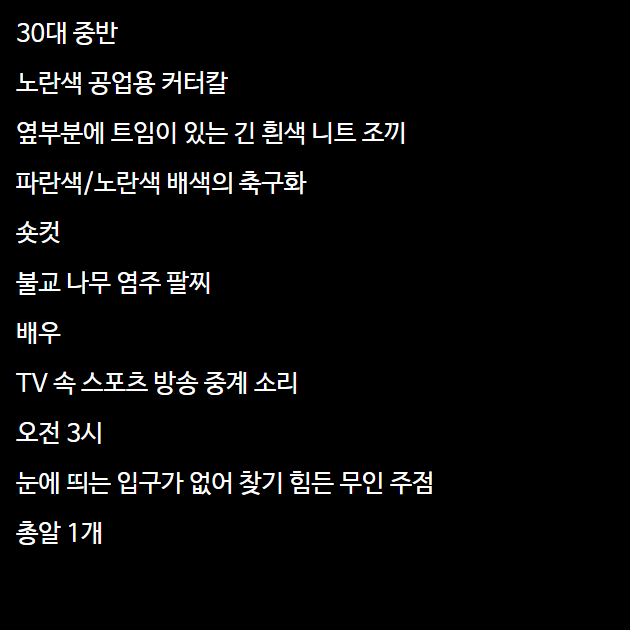 30대 중반
노란색 공업용 커터칼
옆부분에 트임이 있는 긴 흰색 니트 조끼
파란색/노란색 배색의 축구화
숏컷
불교 나무 염주 팔찌
배우
TV 속 스포츠 방송 중계 소리
오전 3시
눈에 띄는 입구가 없어 찾기 힘든 무인 주점
총알 1개